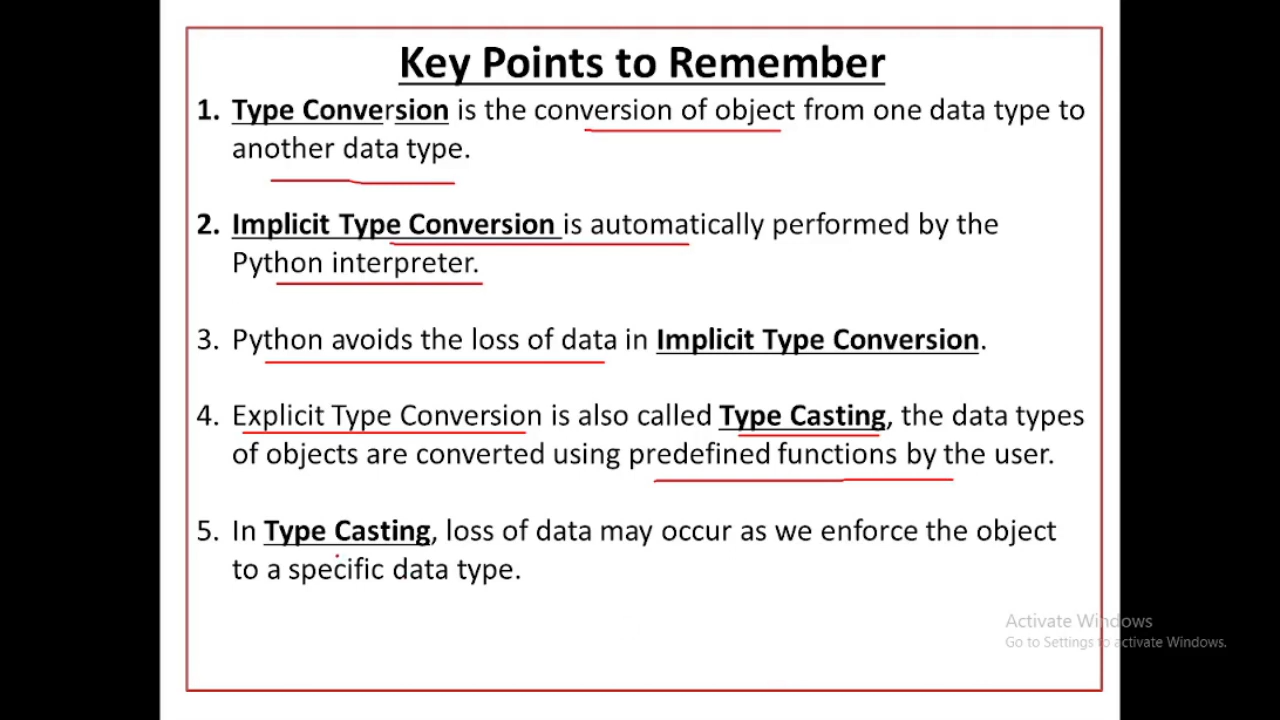 Key Points to Remember
1. Type Conversion is the conversion of object from one data type to
another data type.
2. Implicit Type Conversion is automatically performed by the
Python interpreter.
3. Python avoids the loss of data in Implicit Type Conversion.
4. Explicit Type Conversion is also called Type Casting, the data types
of objects are converted using predefined functions by the user.
5. In Type Casting, loss of data may occur as we enforce the object
to a specific data type.
Activate Windows
Go to Settings to activate Windows.